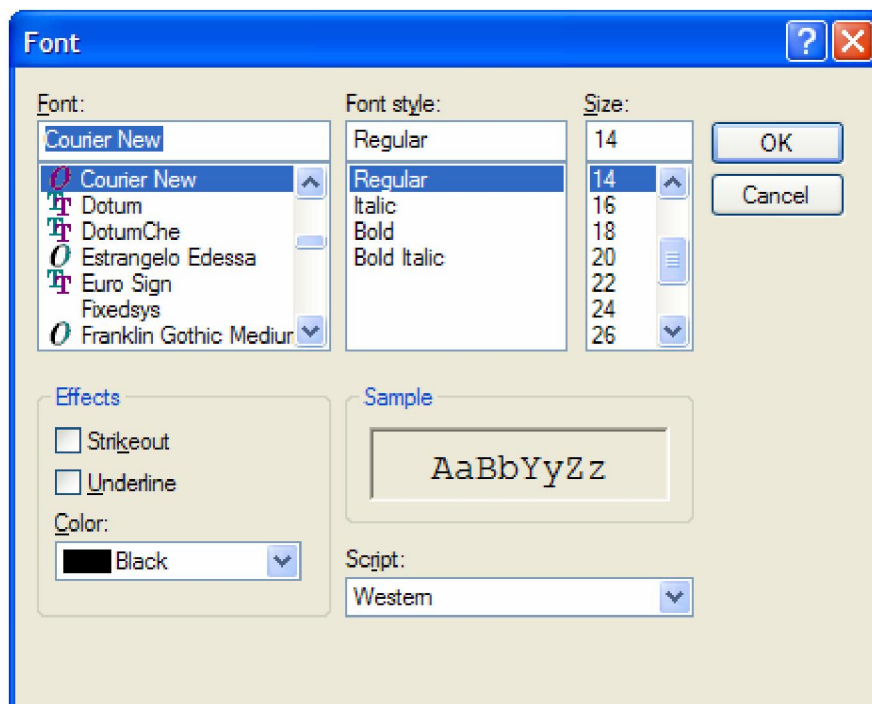 Font
Font:
Courier New
Courier New
Dotum
DotumChe
Estrangelo Edessa
Euro Sign
Fixedsys
Franklin Gothic Mediur
Font style:
Regular
Regular
Italic
Bold
Bold Italic
Size:
14
14
16
18
20
22
24
26
OK
Cancel
Effects
Strikeout
Underline
Color:
Black
Sample
AaBbYyZz
Script:
Western